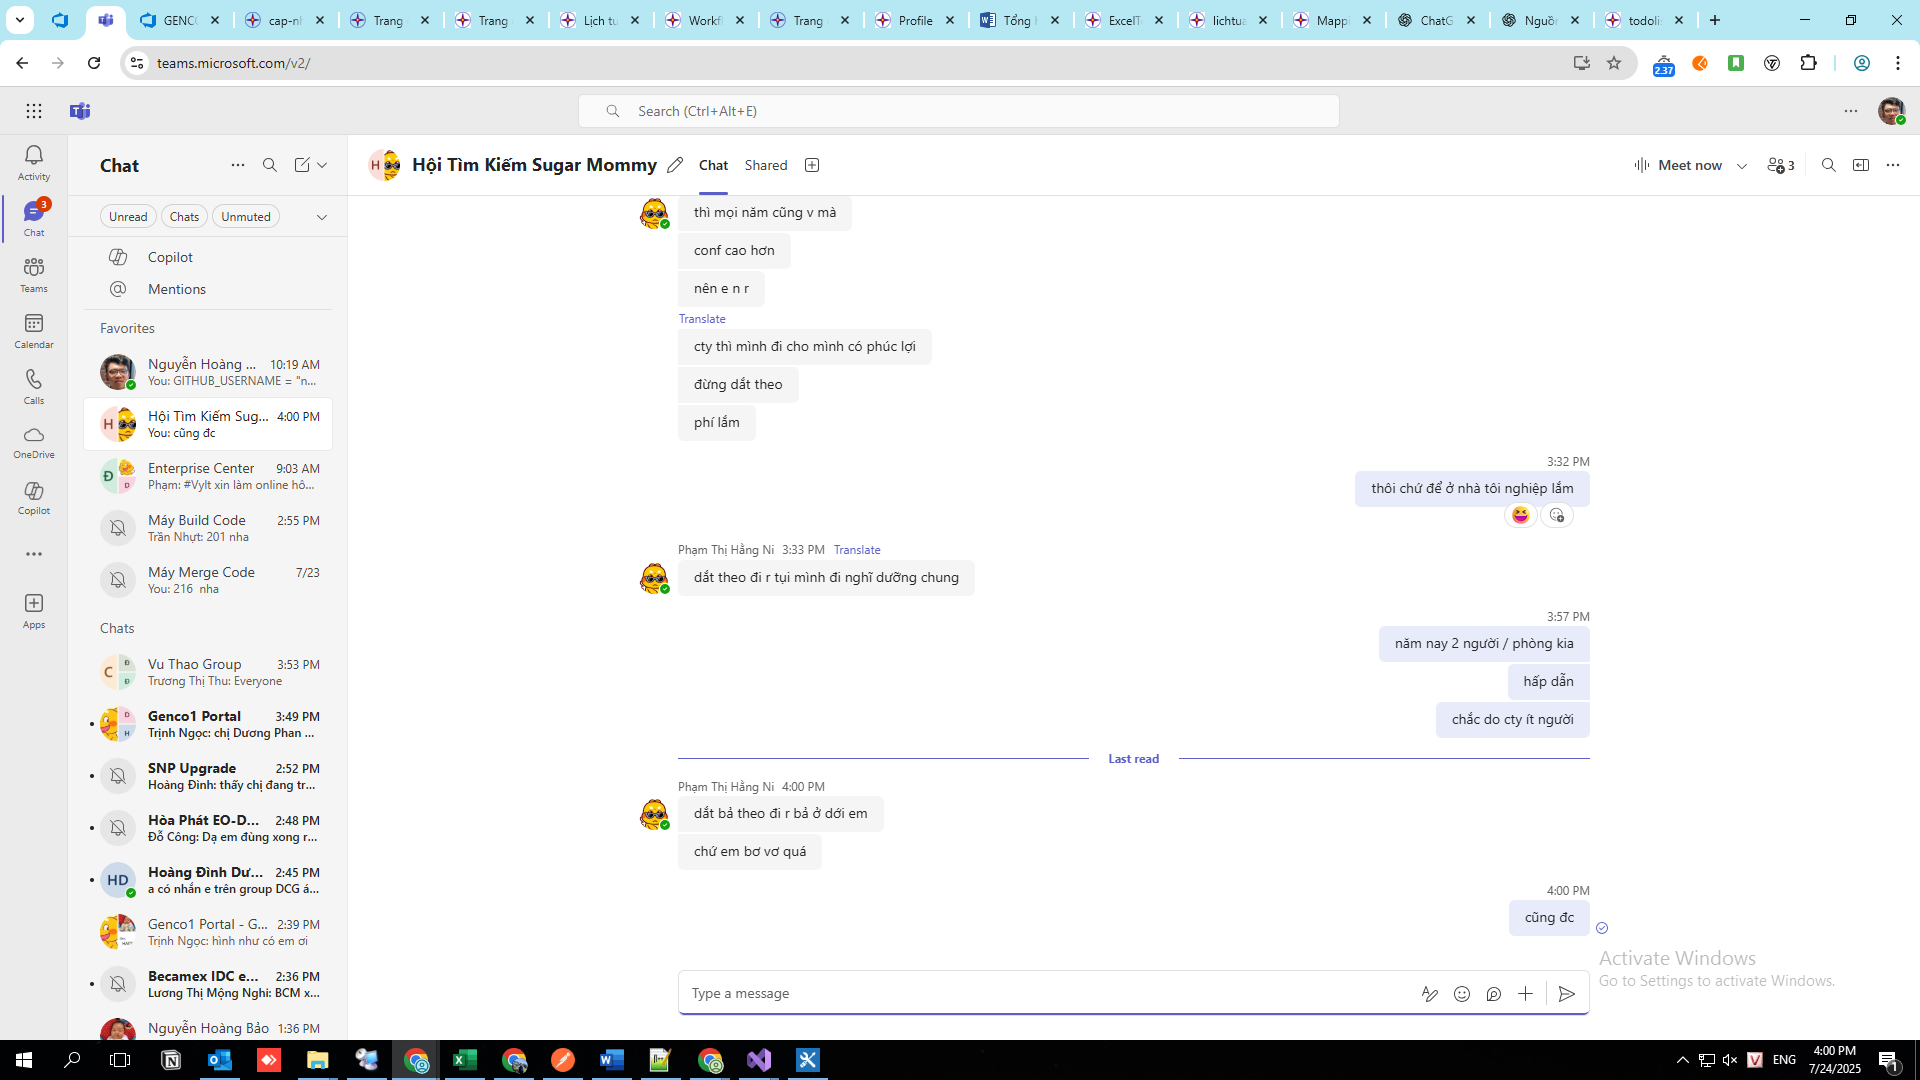 GENCO
cap-nh
Trang
Trang
Lịch tu
Workfl
Trang
Profile
Tổng h
ExcelTo
lichtua
Mappi
ChatG
Nguồn
todolis
teams.microsoft.com/v2/
2.37
Search (Ctrl+Alt+E)
Activity
3
Chat
Teams
Calendar
Calls
OneDrive
Copilot
Apps
Chat
Unread
Chats
Unmuted
Copilot
Mentions
Favorites
Nguyễn Hoàng ... 10:19 AM
You: GITHUB_USERNAME = "n...
H
Hội Tìm Kiếm Sug... 4:00 PM
You: cũng đc
Đ
D
Enterprise Center 9:03 AM
Phạm: #Vylt xin làm online hô...
Máy Build Code 2:55 PM
Trần Nhựt: 201 nha
Máy Merge Code 7/23
You: 216 nha
Chats
C
Đ
Đ
Vu Thao Group 3:53 PM
Trương Thị Thu: Everyone
D
H
Genco1 Portal 3:49 PM
Trịnh Ngọc: chị Dương Phan ...
SNP Upgrade 2:52 PM
Hoàng Đình: thấy chị đang tr...
Hòa Phát EO-D... 2:48 PM
Đỗ Công: Dạ em đùng xong r...
HD
Hoàng Đình Dư... 2:45 PM
a có nhắn e trên group DCG á...
Genco1 Portal - G... 2:39 PM
Trịnh Ngọc: hình như có em ơi
Becamex IDC e... 2:36 PM
Lương Thị Mộng Nghi: BCM x...
Nguyễn Hoàng Bảo 1:36 PM
H
Hội Tìm Kiếm Sugar Mommy
Chat
Shared
Meet now
3
thì mọi năm cũng v mà
conf cao hơn
nên e n r
Translate
cty thì mình đi cho mình có phúc lợi
đừng dắt theo
phí lắm
3:32 PM
thôi chứ để ở nhà tôi nghiệp lắm
Phạm Thị Hằng Ni 3:33 PM Translate
dắt theo đi r tụi mình đi nghĩ dưỡng chung
3:57 PM
năm nay 2 người / phòng kia
hấp dẫn
chắc do cty ít người
Last read
Phạm Thị Hằng Ni 4:00 PM
dắt bả theo đi r bả ở dới em
chứ em bơ vơ quá
4:00 PM
cũng đc
Activate Windows
Go to Settings to activate Windows.
Type a message
V
ENG
4:00 PM
7/24/2025
1